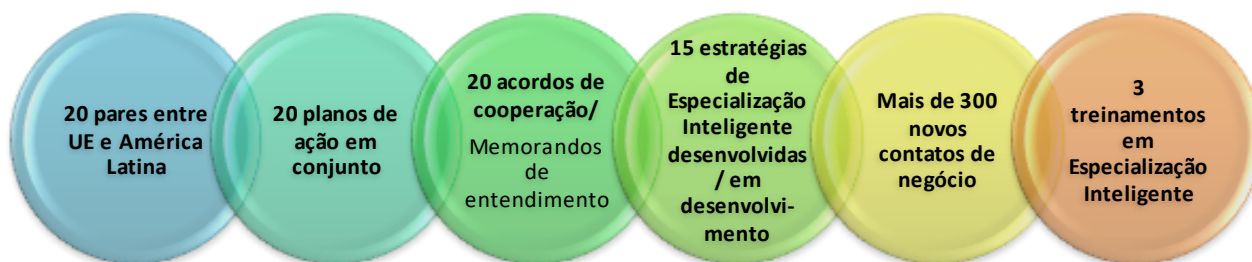 20 pares entre
UE e América
Latina
20 planos de
ação em
conjunto
20 acordos de
cooperação/
Memorandos
de
entendimento
15 estratégias
de
Especialização
Inteligente
desenvolvidas
/ em
desenvolvi-
mento
Mais de 300
novos
contatos de
negócio
3
treinamentos
em
Especialização
Inteligente